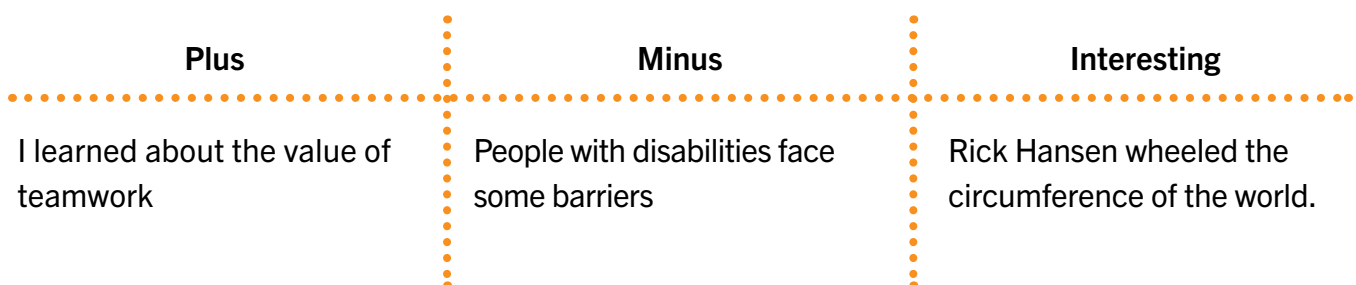 Plus
Minus
Interesting
I learned about the value of
teamwork
People with disabilities face
some barriers
Rick Hansen wheeled the
circumference of the world.